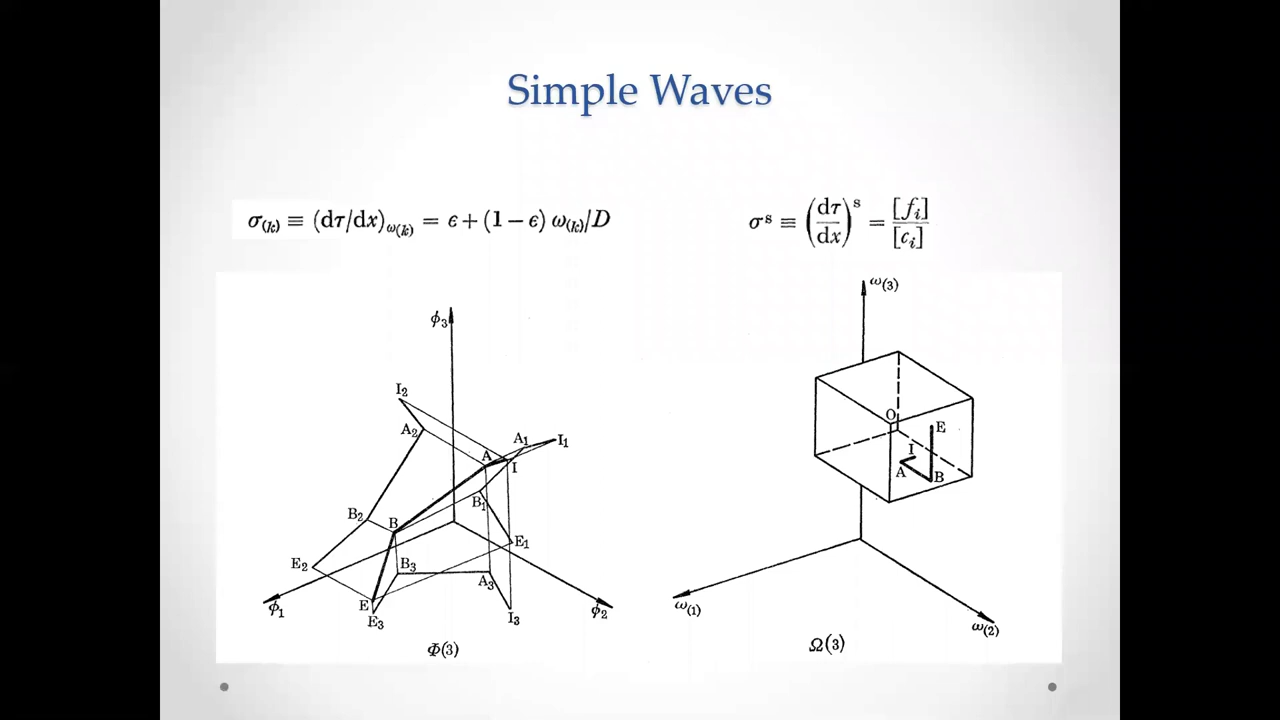 Simple Waves
σ(k) ≡ (dτ/dx)ω(k) = ϵ + (1 − ϵ) ω(k)/D
σˢ ≡ (dτ/dx)ˢ = [fᵢ]/[cᵢ]
ϕ₃
I₂
A₂
A₁
I₁
A
I
B₁
B₂
B
E₁
E₂
B₃
A₃
E
E₃
I₃
ϕ₁
ϕ₂
Φ(3)
ω(3)
O
E
I
A
B
ω(1)
ω(2)
Ω(3)